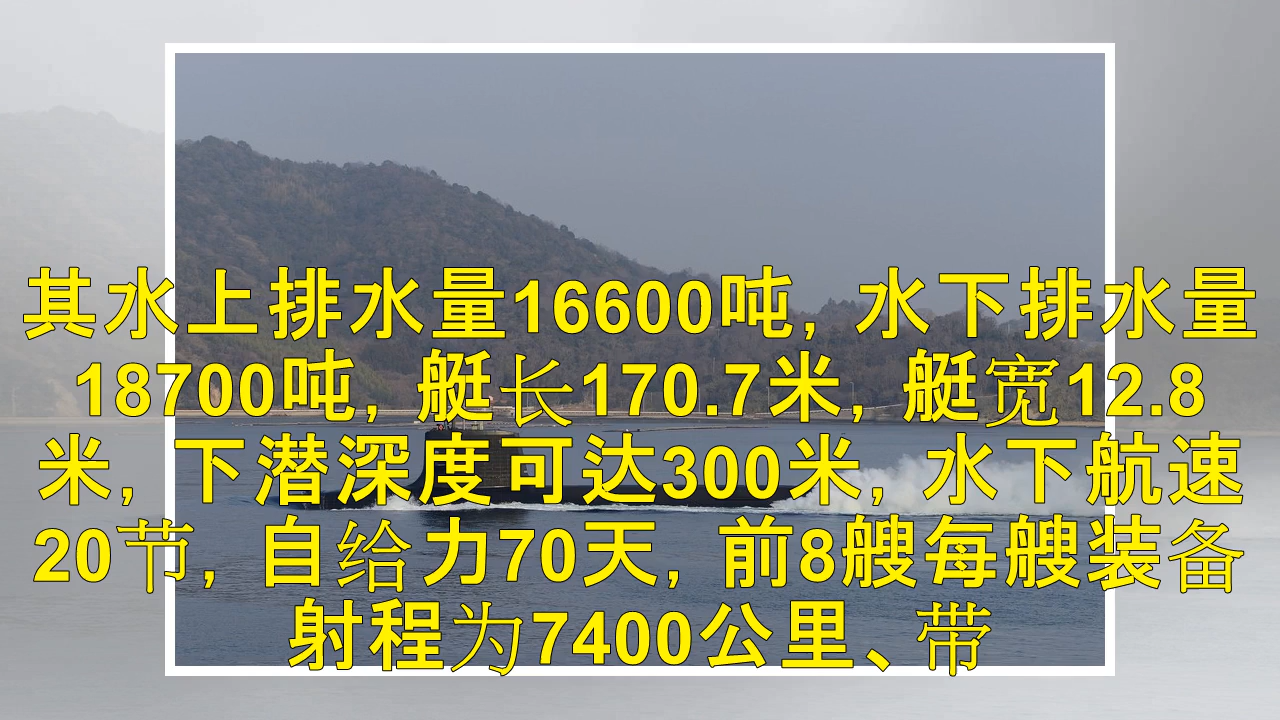 其水上排水量16600吨, 水下排水量
18700吨, 艇长170.7米, 艇宽12.8
米, 下潜深度可达300米, 水下航速
20节, 自给力70天, 前8艘每艘装备
射程为7400公里、带